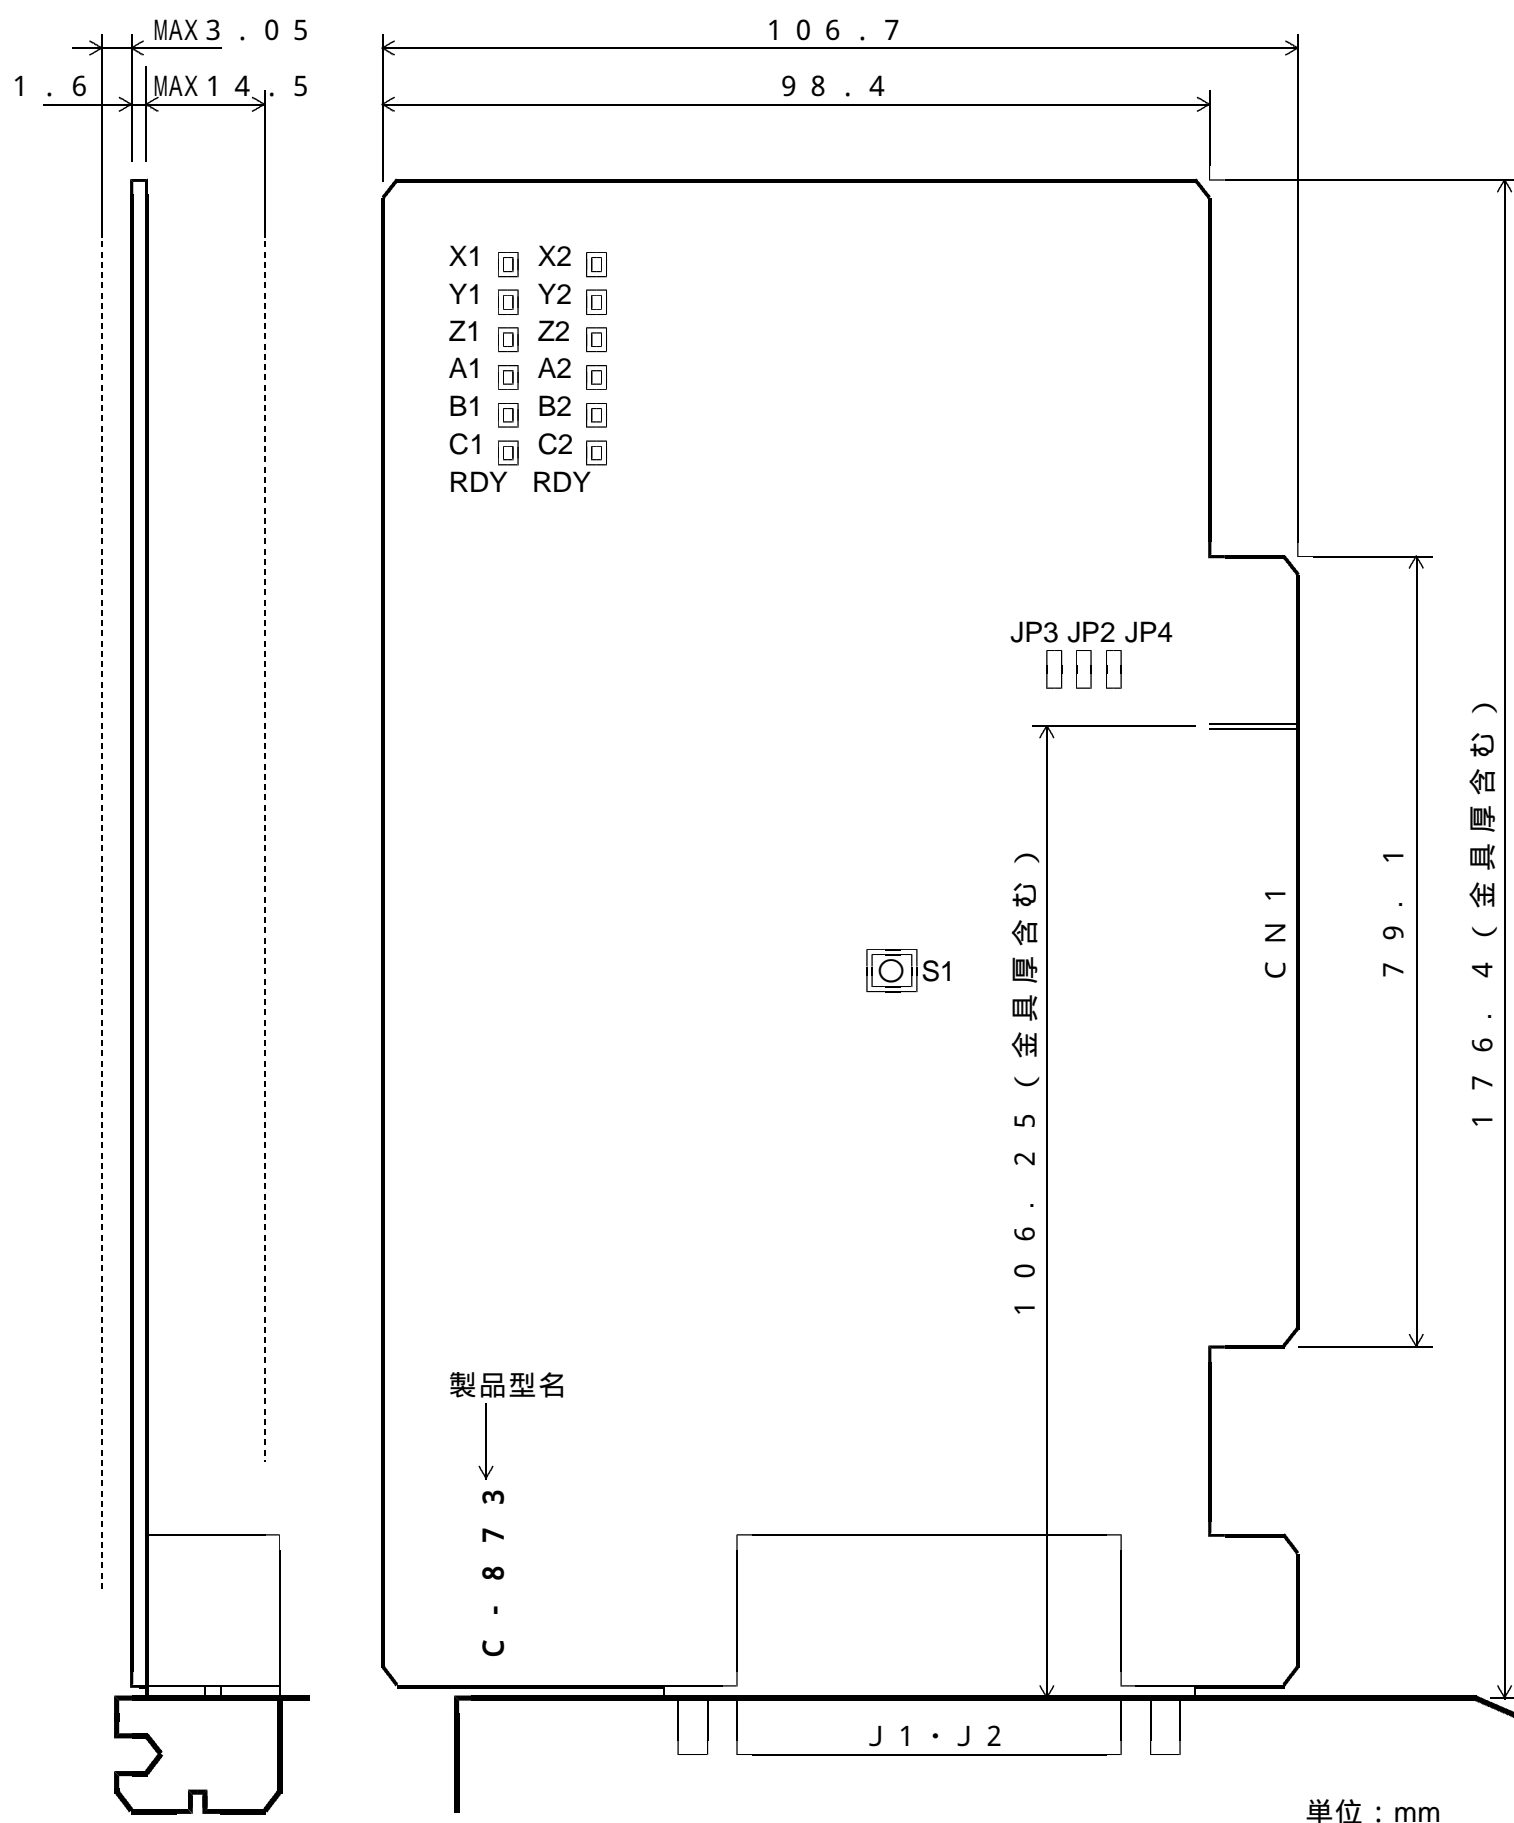 MAX3.05
106.7
1.6
MAX14.5
98.4
X1 X2
Y1 Y2
Z1 Z2
A1 A2
B1 B2
C1 C2
RDY RDY
JP3 JP2 JP4
176.4(金具厚含む)
106.25(金具厚含む)
CN1
79.1
S1
製品型名
C-873
J1・J2
単位：mm